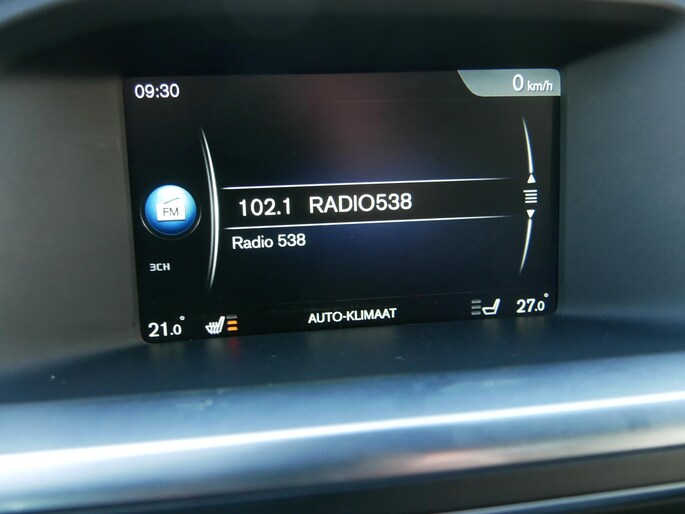 09:30
0 km/h
102.1 RADIO538
FM
Radio 538
3CH
21.0°
AUTO-KLIMAAT
27.0°